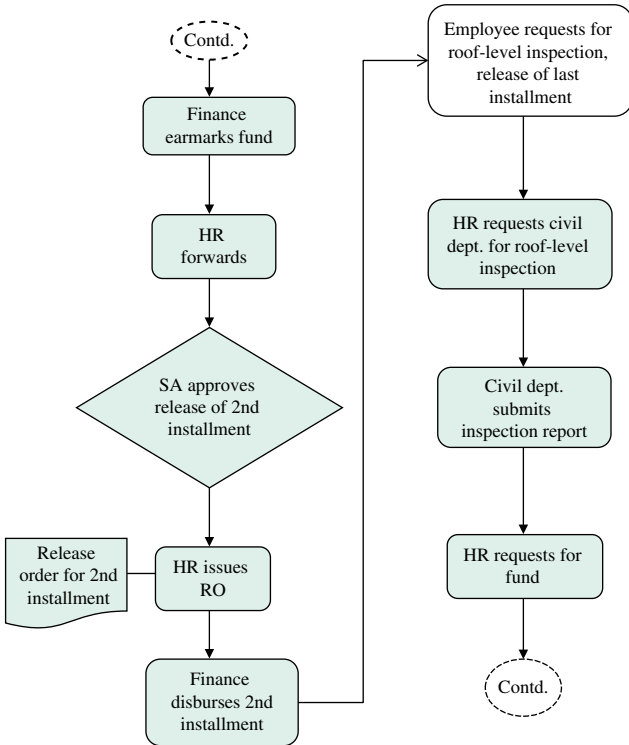 Contd.
Finance
earmarks fund
HR
forwards
SA approves
release of 2nd
installment
Release
order for 2nd
installment
HR issues
RO
Finance
disburses 2nd
installment
Employee requests for
roof-level inspection,
release of last
installment
HR requests civil
dept. for roof-level
inspection
Civil dept.
submits
inspection report
HR requests for
fund
Contd.